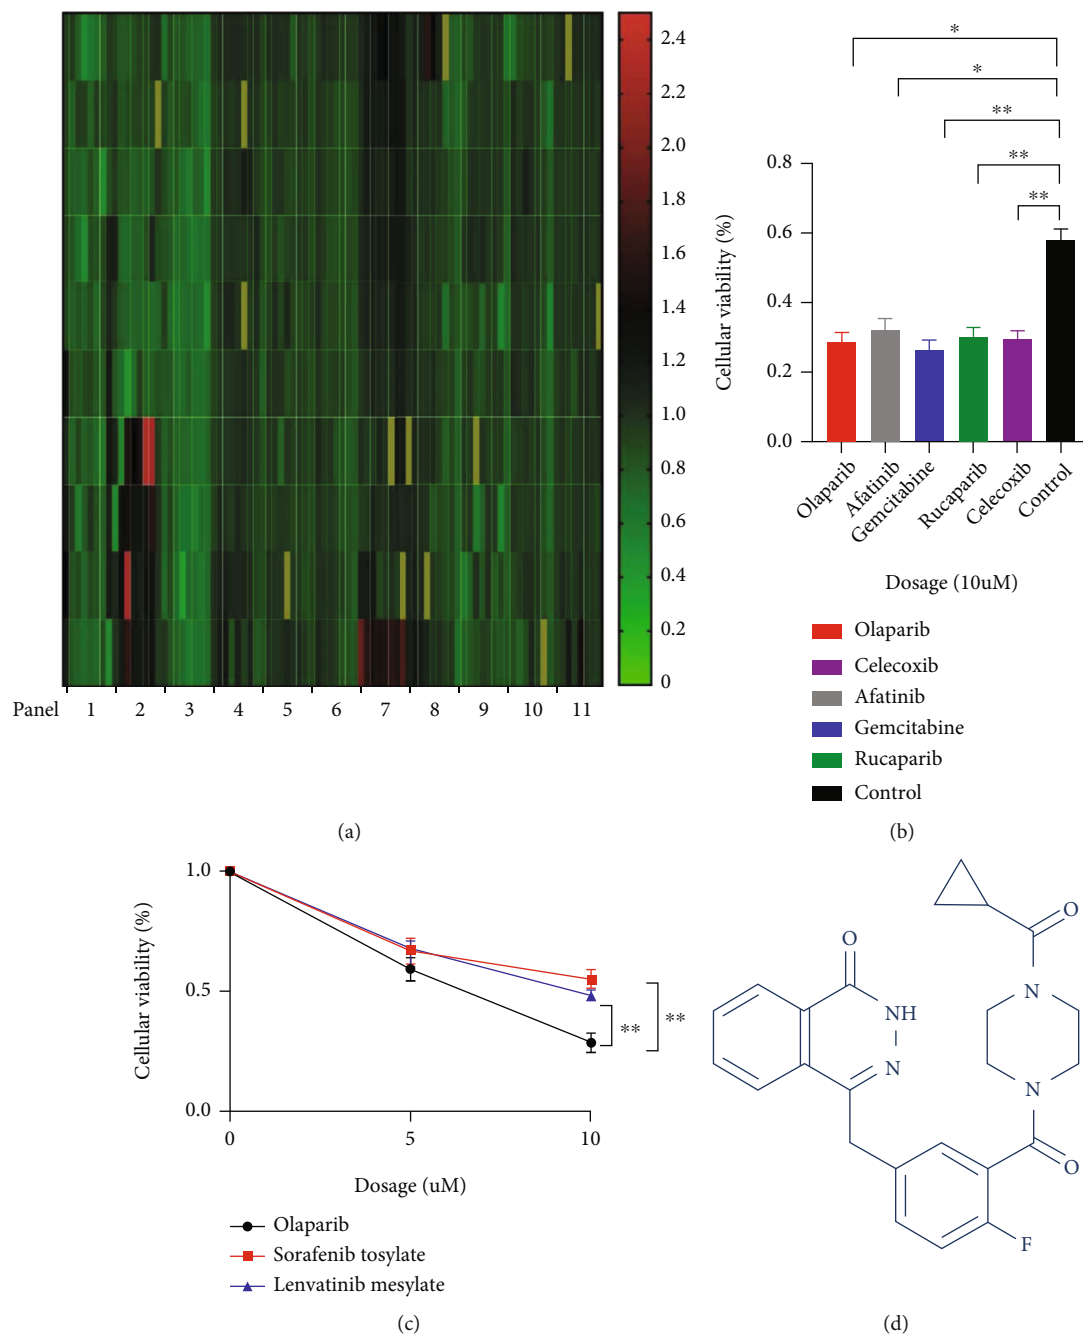 2.4
2.2
2.0
1.8
1.6
1.4
1.2
1.0
0.8
0.6
0.4
0.2
0
Panel 1 2 3 4 5 6 7 8 9 10 11
(a)
*
*
**
**
**
Cellular viability (%)
0.8
0.6
0.4
0.2
0.0
Olaparib
Afatinib
Gemcitabine
Rucaparib
Celecoxib
Control
Dosage (10uM)
Olaparib
Celecoxib
Afatinib
Gemcitabine
Rucaparib
Control
(b)
Cellular viability (%)
1.0
0.5
0.0
0 5 10
**
**
Dosage (uM)
Olaparib
Sorafenib tosylate
Lenvatinib mesylate
(c)
O
O
N
NH
N
N
O
F
(d)